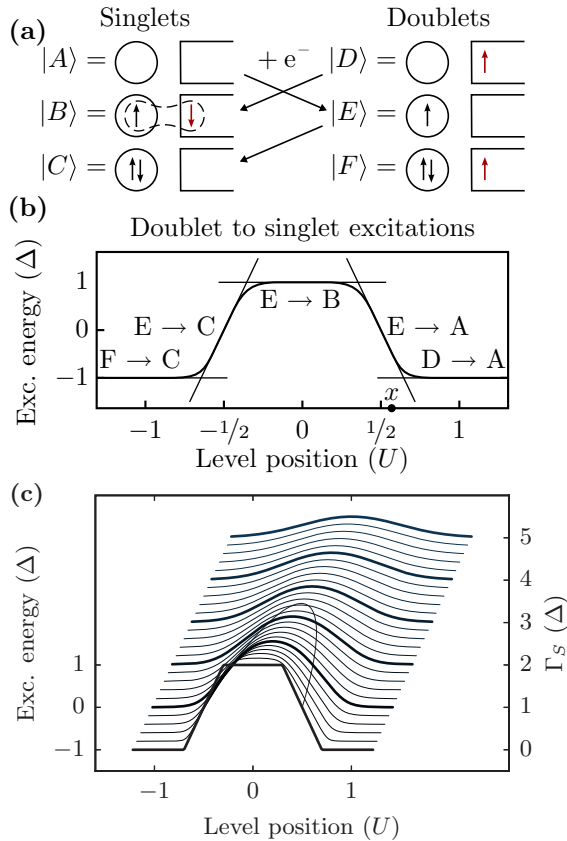 Singlets Doublets
(a)
|A⟩ = + e⁻ |D⟩ =
|B⟩ = |E⟩ =
|C⟩ = |F⟩ =
(b)
Doublet to singlet excitations
Exc. energy (Δ)
1
0
−1
E → B
E → C E → A
F → C D → A
x
−1 −1/2 0 1/2 1
Level position (U)
(c)
Exc. energy (Δ)
1
0
−1
5
4
3
2
1
0
Γ_S (Δ)
−1 0 1
Level position (U)